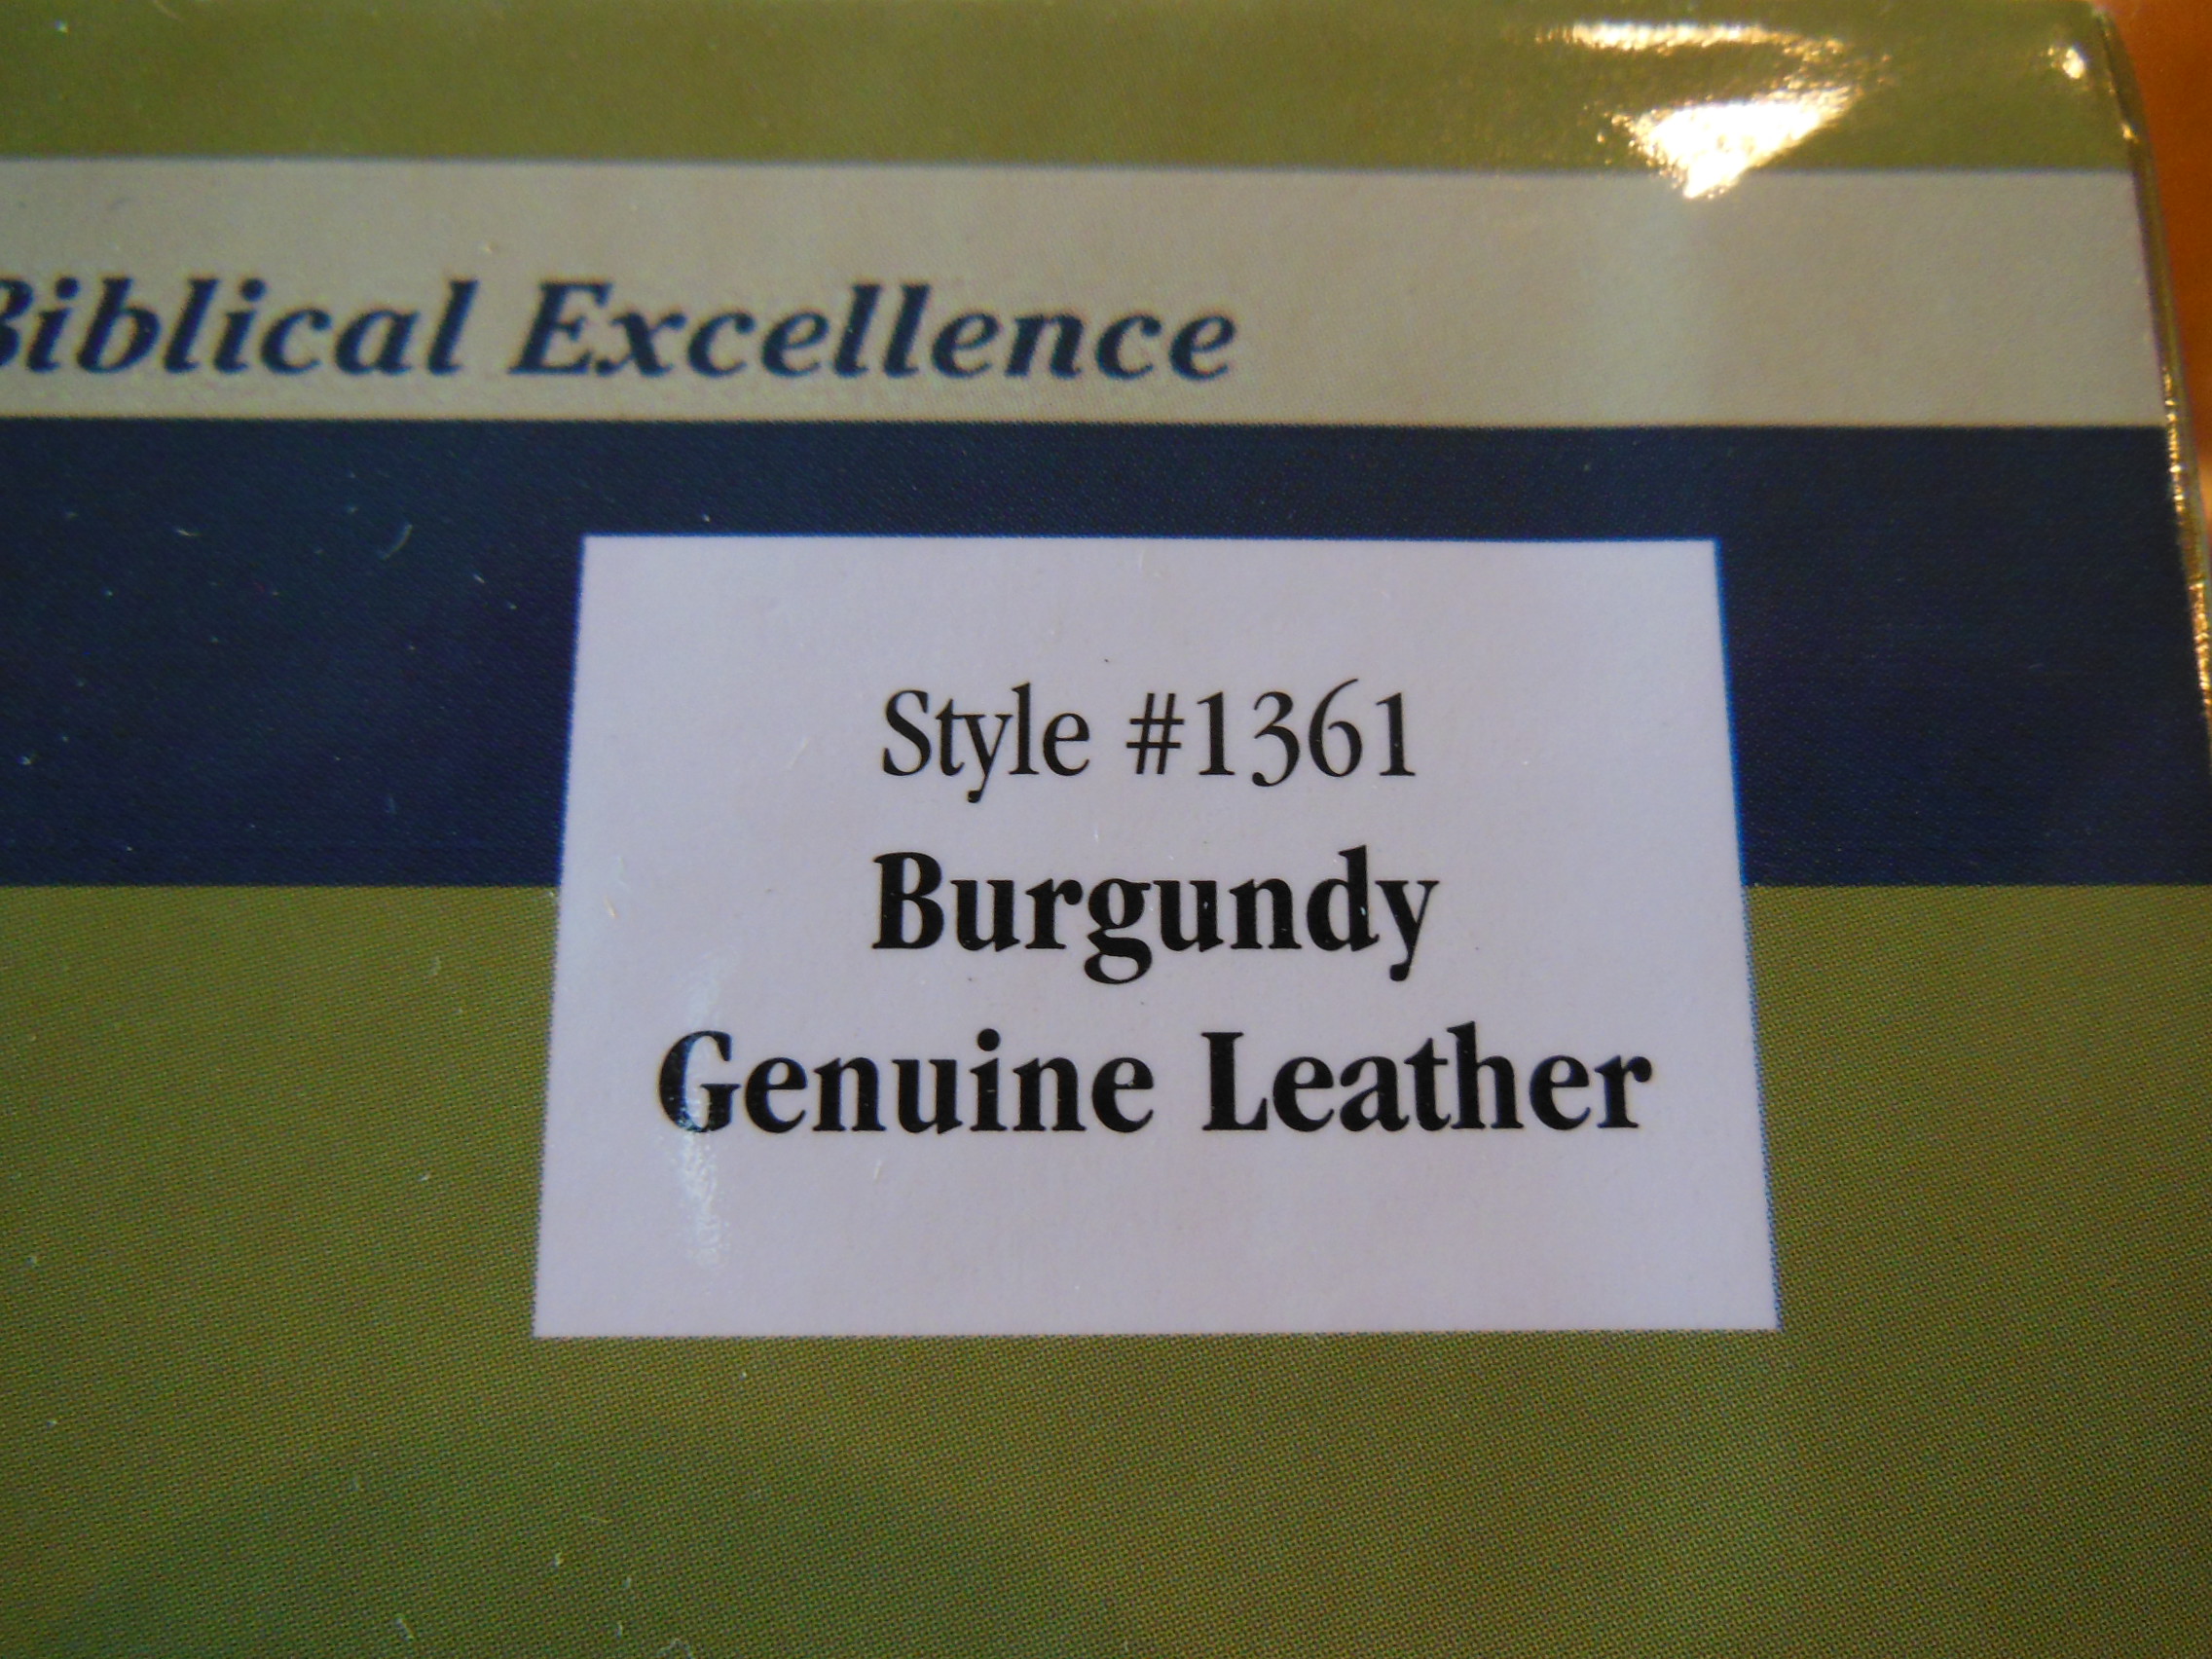 Biblical Excellence
Style #1361
Burgundy
Genuine Leather